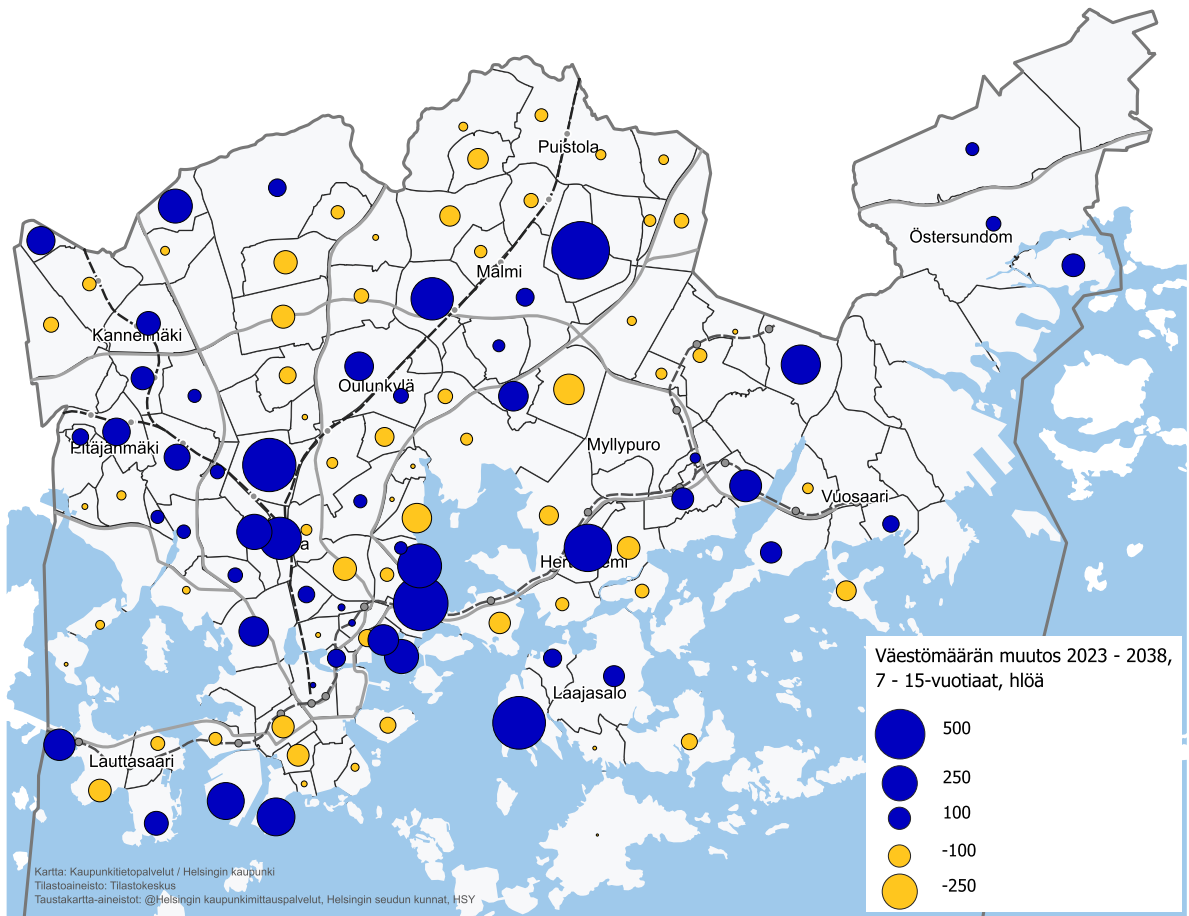 Puistola
Östersundom
Malmi
Kannelmäki
Oulunkylä
Pitäjänmäki
Myllypuro
Vuosaari
Laajasalo
Lauttasaari
Väestömäärän muutos 2023 - 2038,
7 - 15-vuotiaat, hlöä
500
250
100
-100
-250
Kartta: Kaupunkitietopalvelut / Helsingin kaupunki
Tilastoaineisto: Tilastokeskus
Taustakartta-aineistot: @Helsingin kaupunkimittauspalvelut, Helsingin seudun kunnat, HSY